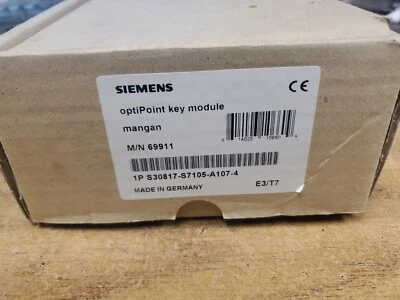 SIEMENS
CE
optiPoint key module
mangan
M/N 69911
1P S30817-S7105-A107-4
MADE IN GERMANY
E3/T7